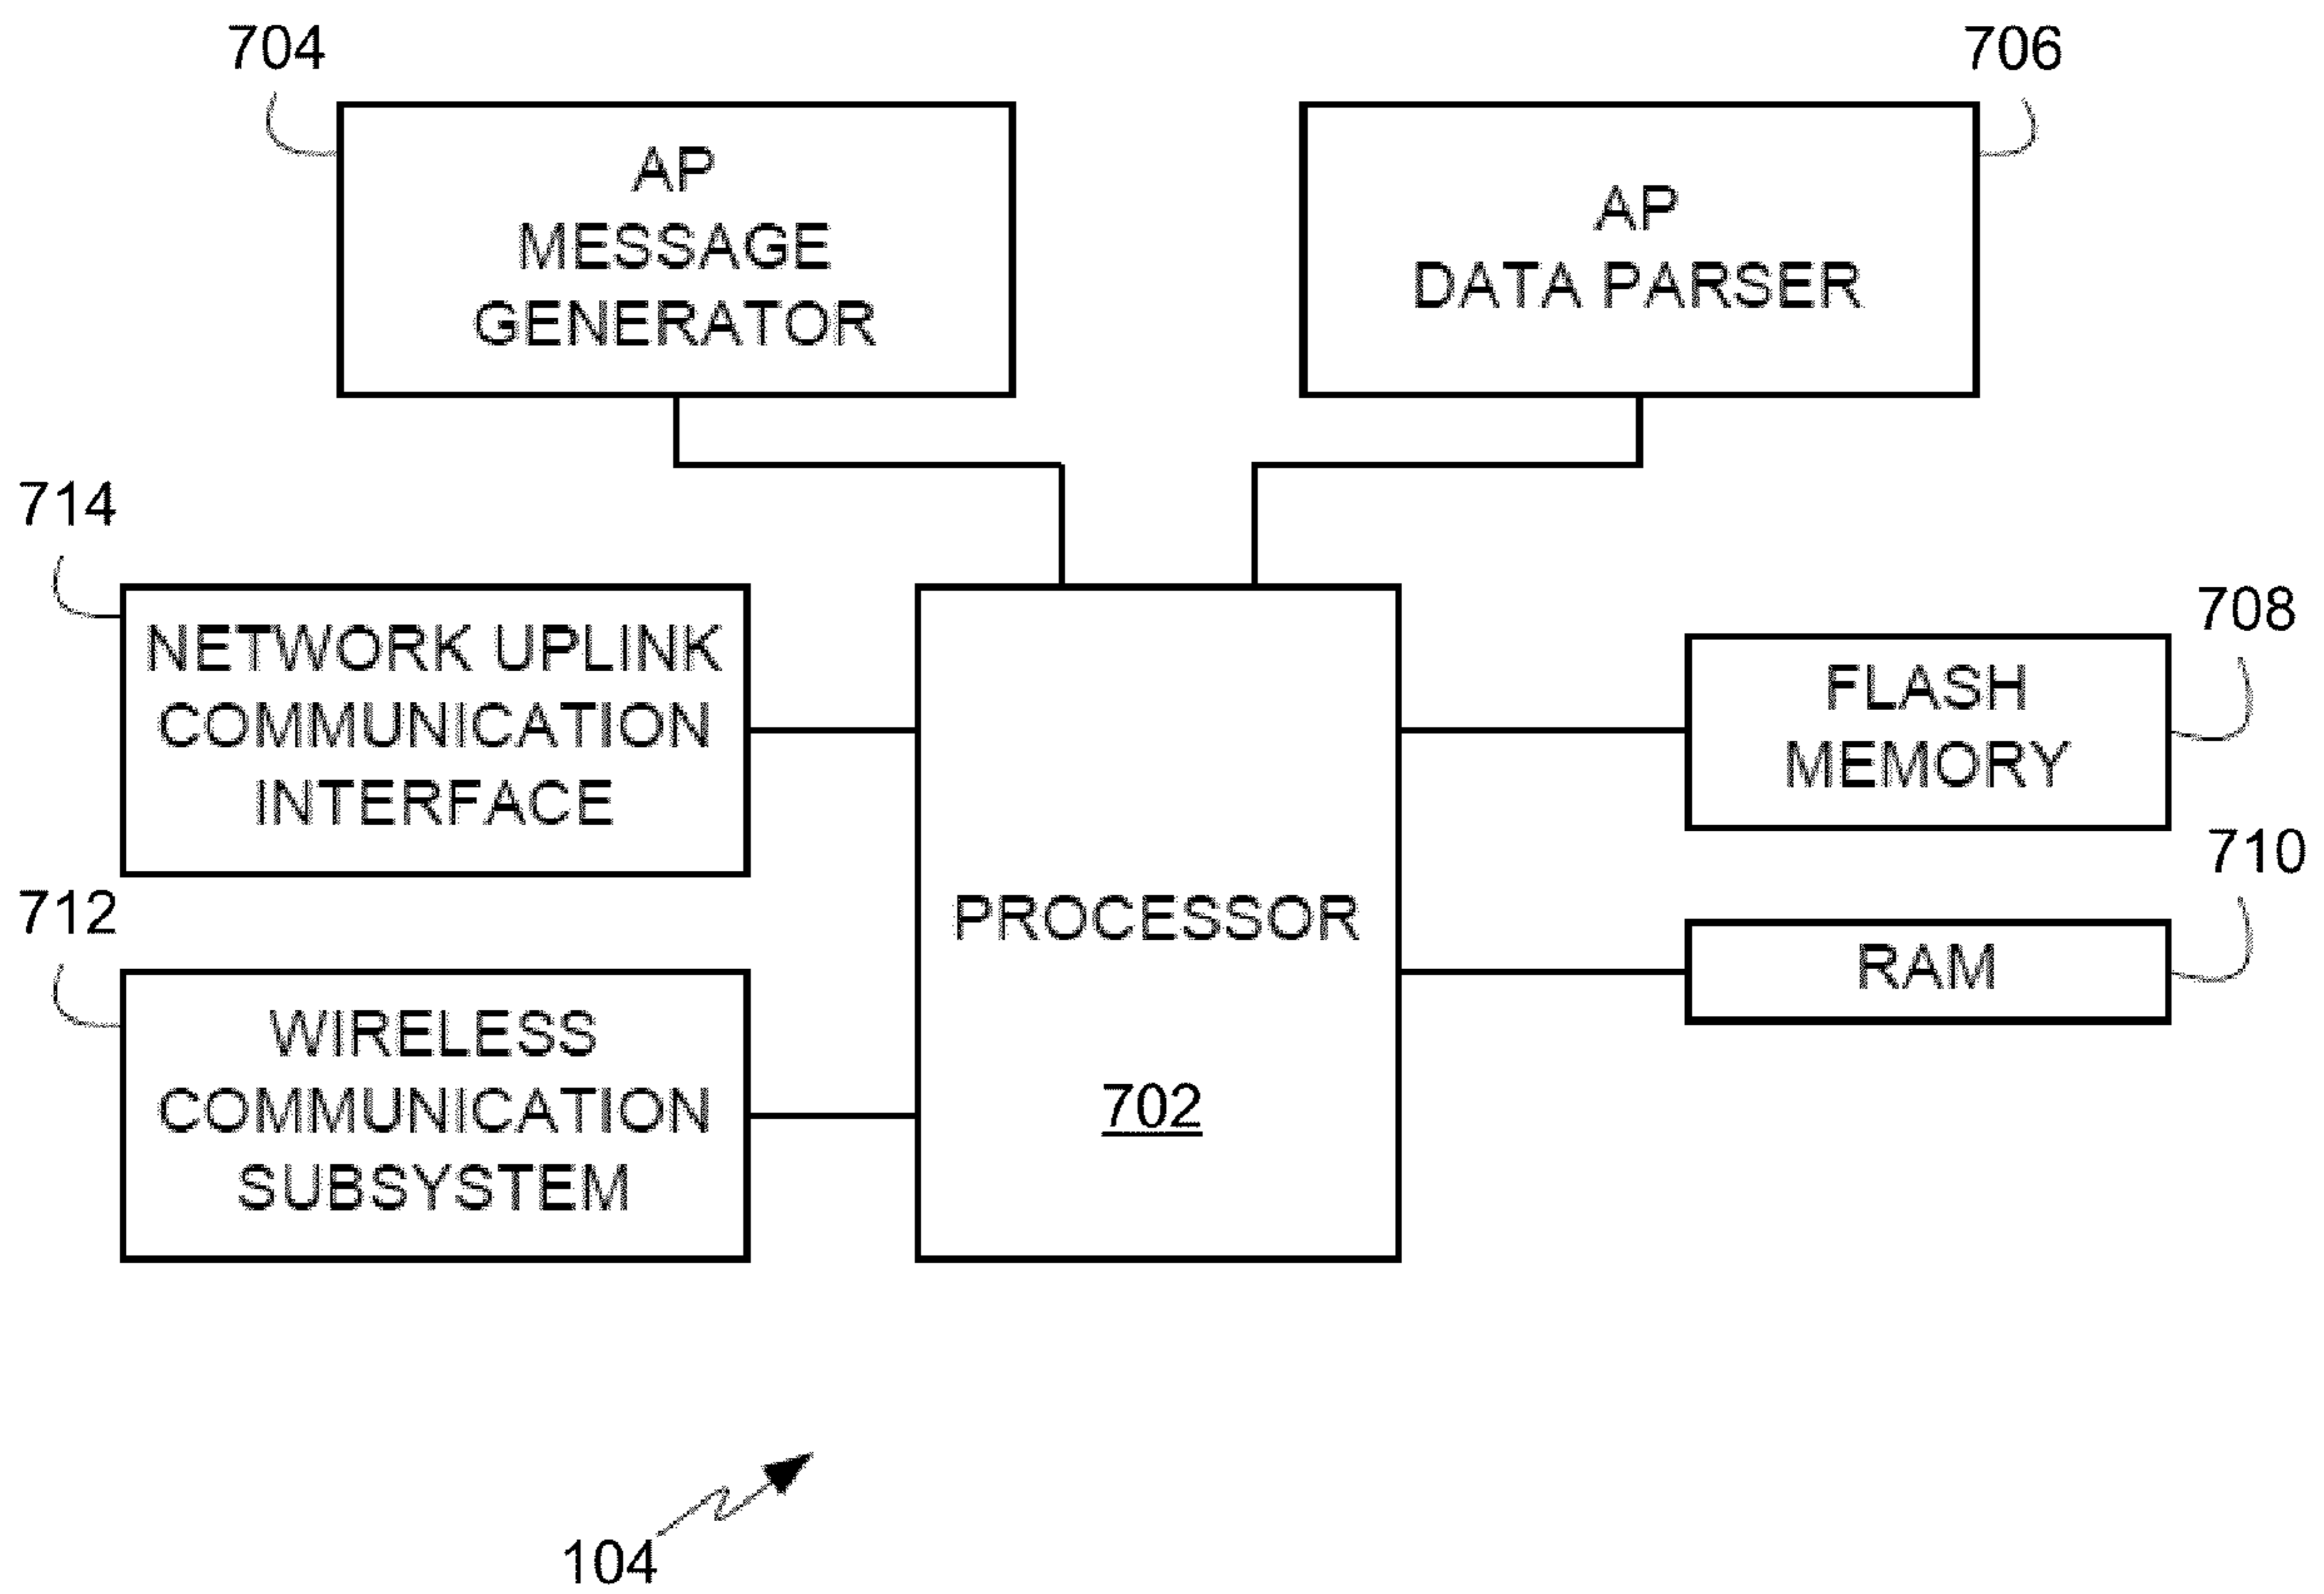 704
706
AP
MESSAGE
GENERATOR
AP
DATA PARSER
714
NETWORK UPLINK
COMMUNICATION
INTERFACE
708
FLASH
MEMORY
712
WIRELESS
COMMUNICATION
SUBSYSTEM
PROCESSOR
702
710
RAM
104